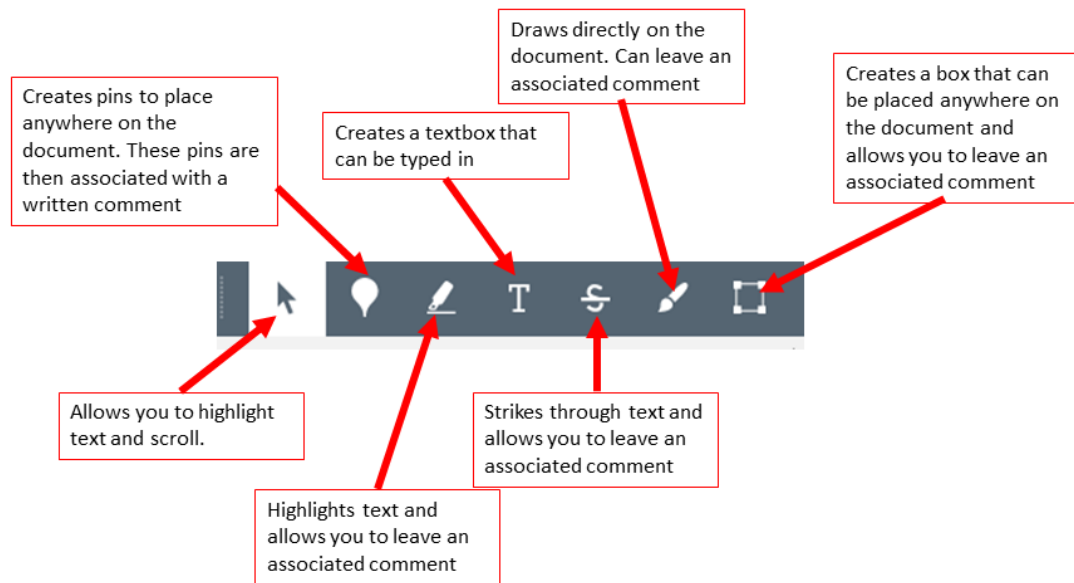 Draws directly on the
document. Can leave an
associated comment
Creates a box that can
be placed anywhere on
the document and
allows you to leave an
associated comment
Creates pins to place
anywhere on the
document. These pins are
then associated with a
written comment
Creates a textbox that
can be typed in
T
S
Allows you to highlight
text and scroll.
Strikes through text and
allows you to leave an
associated comment
Highlights text and
allows you to leave an
associated comment